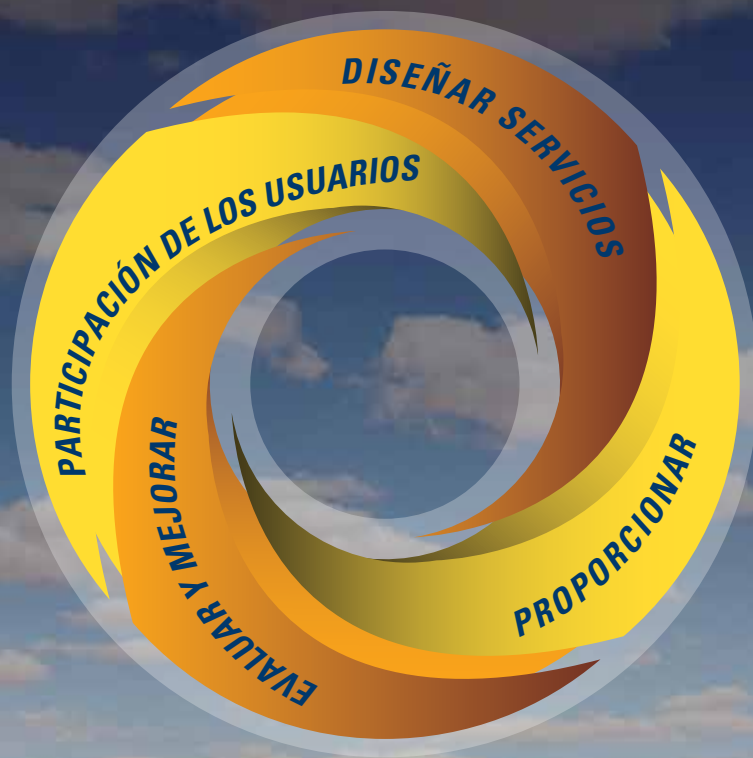 DISEÑAR SERVICIOS
PARTICIPACIÓN DE LOS USUARIOS
PROPORCIONAR
EVALUAR Y MEJORAR